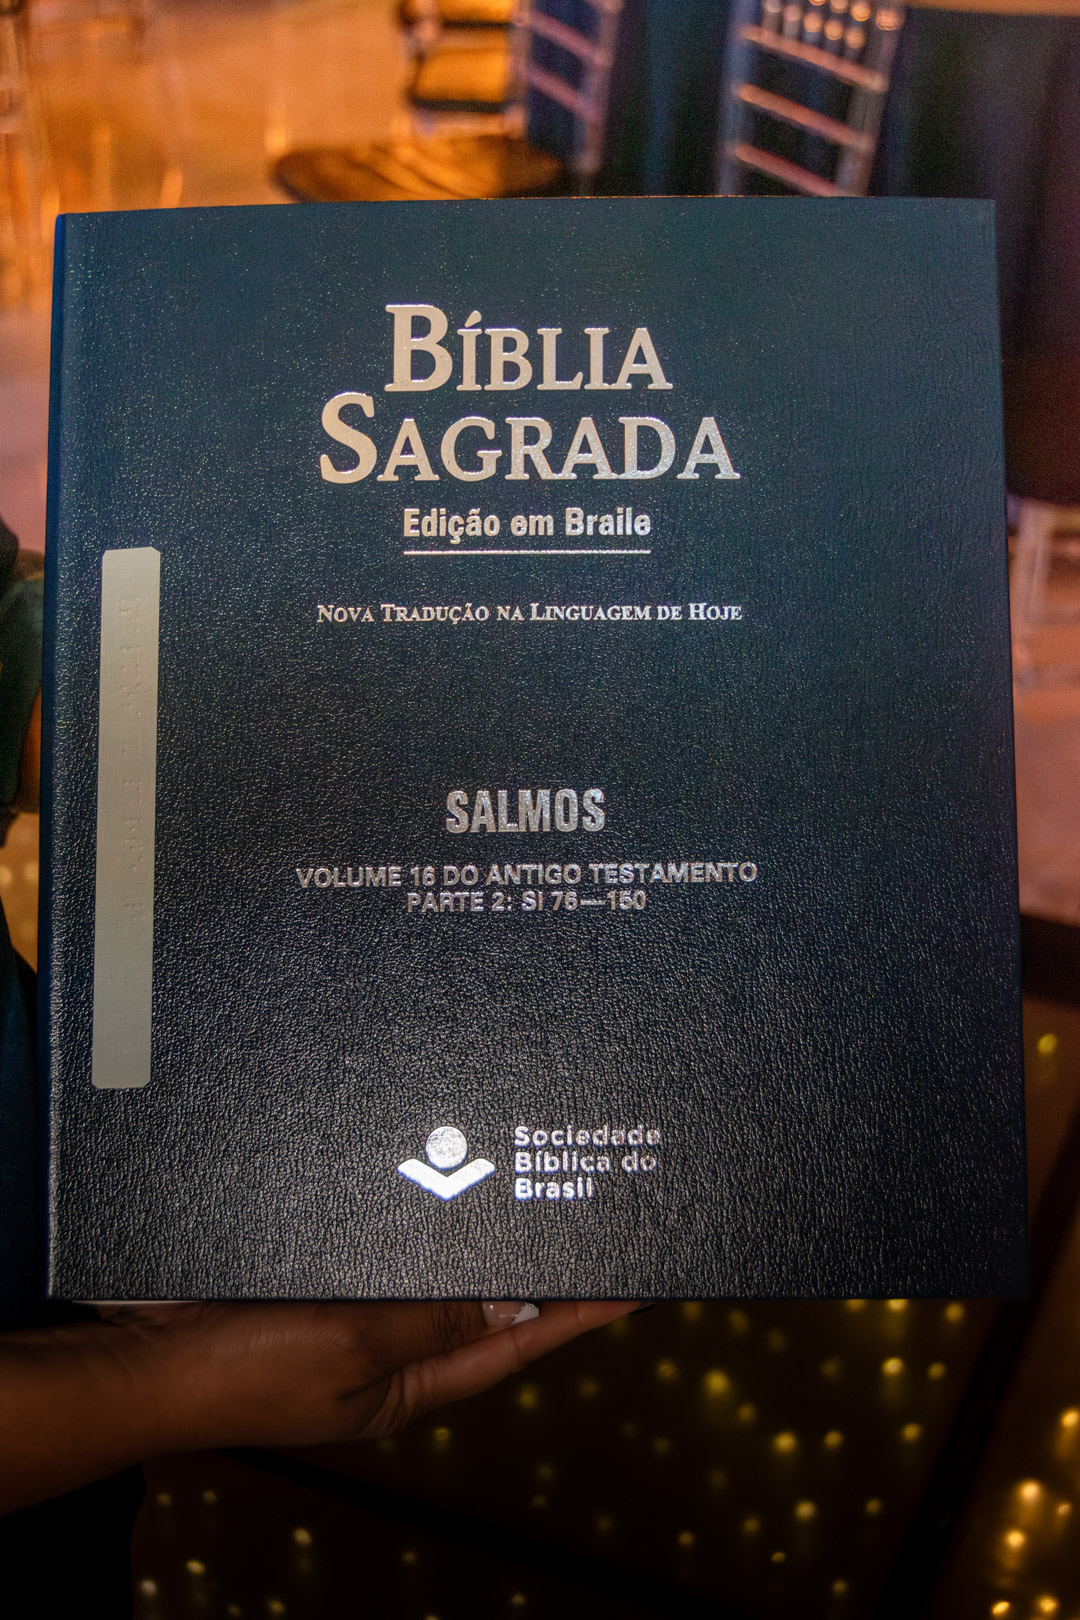 BÍBLIA
SAGRADA
Edição em Braile
NOVA TRADUÇÃO NA LINGUAGEM DE HOJE
SALMOS
VOLUME 16 DO ANTIGO TESTAMENTO
PARTE 2: Sl 76—150
Sociedade
Bíblica do
Brasil